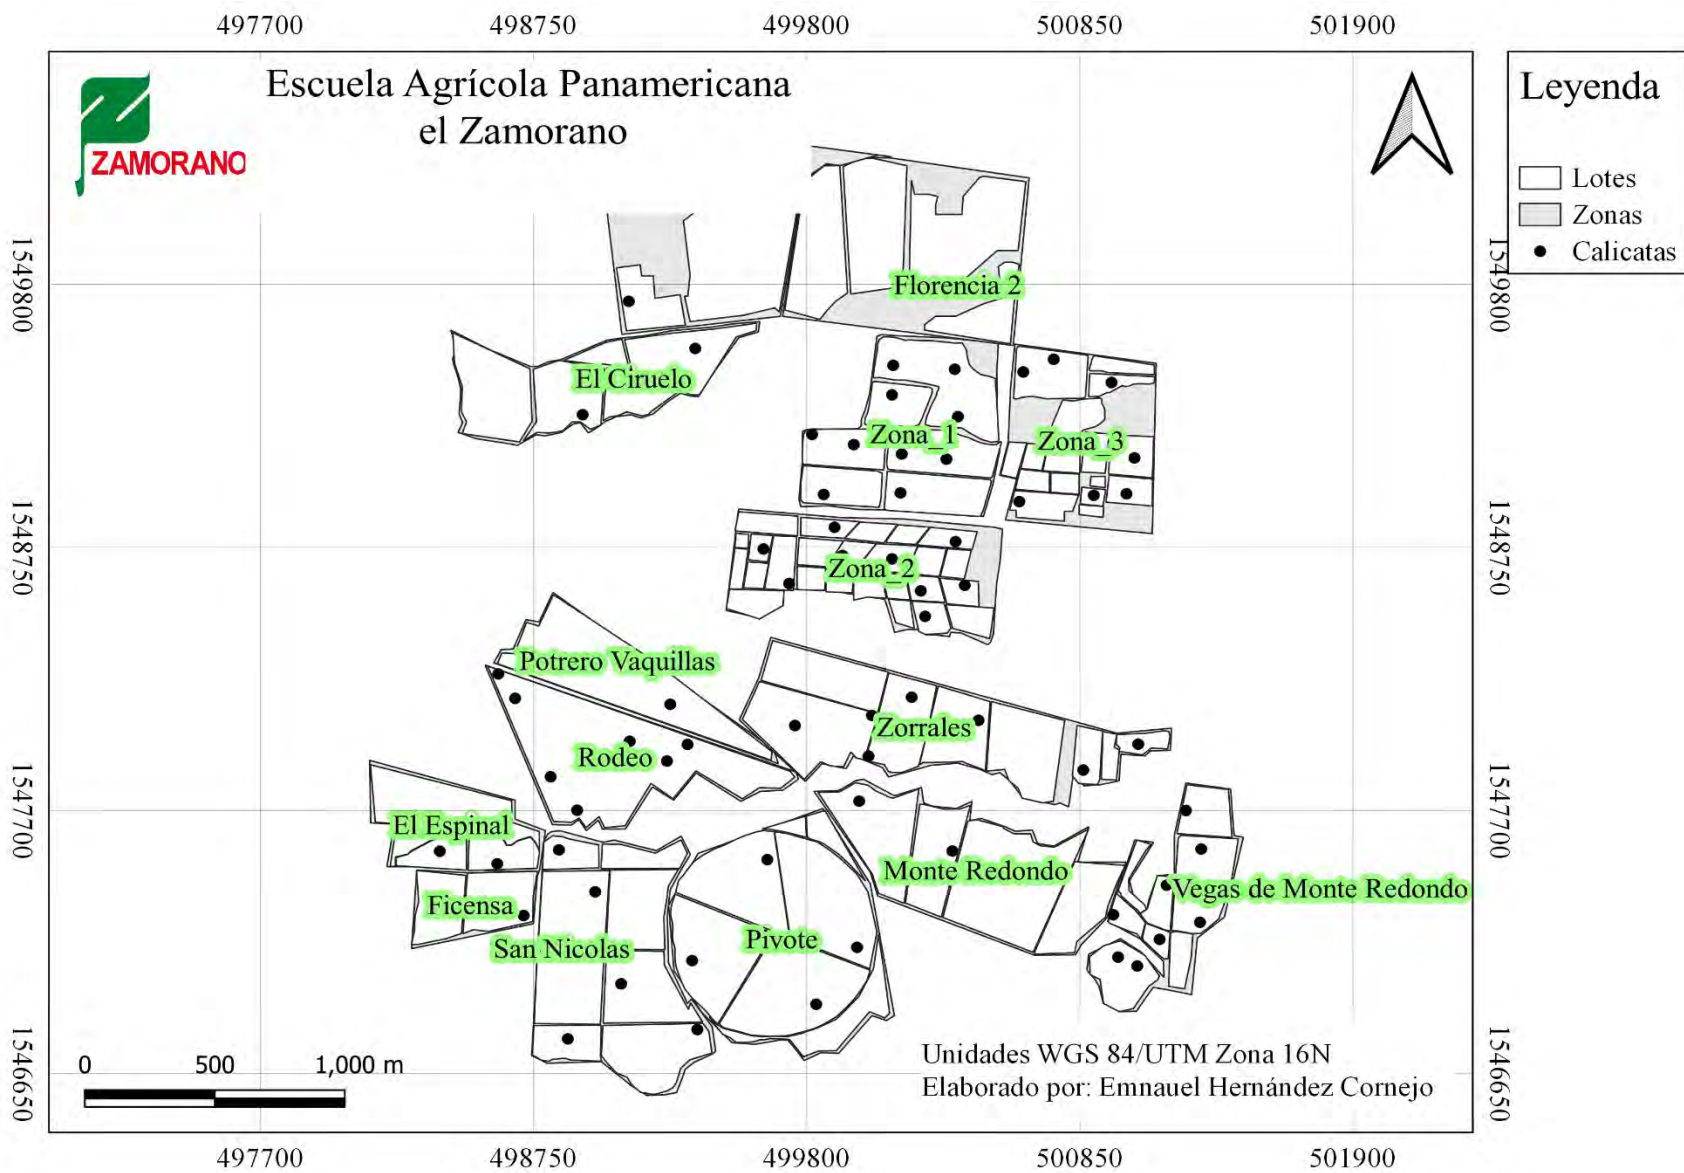 497700 498750 499800 500850 501900
Escuela Agrícola Panamericana
el Zamorano
ZAMORANO
Leyenda
Lotes
Zonas
Calicatas
1549800
1549800
Florencia 2
El Ciruelo
Zona_1
Zona_3
1548750
1548750
Zona_2
Potrero Vaquillas
Zorrales
Rodeo
1547700
1547700
El Espinal
Monte Redondo
Vegas de Monte Redondo
Ficensa
San Nicolas
Pivote
0 500 1,000 m
Unidades WGS 84/UTM Zona 16N
Elaborado por: Emnauel Hernández Cornejo
1546650
1546650
497700 498750 499800 500850 501900